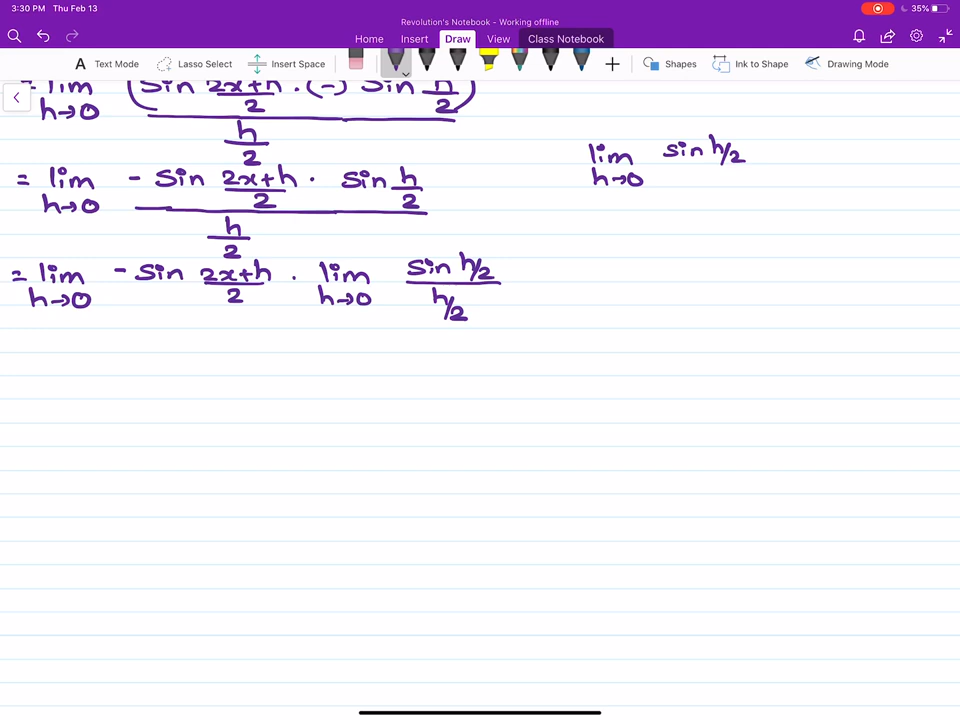 3:30 PM Thu Feb 13
35%
Revolution's Notebook - Working offline
Home Insert Draw View Class Notebook
A Text Mode Lasso Select Insert Space Shapes Ink to Shape Drawing Mode
= lim h→0 (sin (2x+h)/2 · (-) sin h/2) / (h/2)
= lim h→0 - sin (2x+h)/2 · sin h/2 / (h/2)
= lim h→0 - sin (2x+h)/2 · lim h→0 (sin h/2) / (h/2)
lim h→0 sin h/2